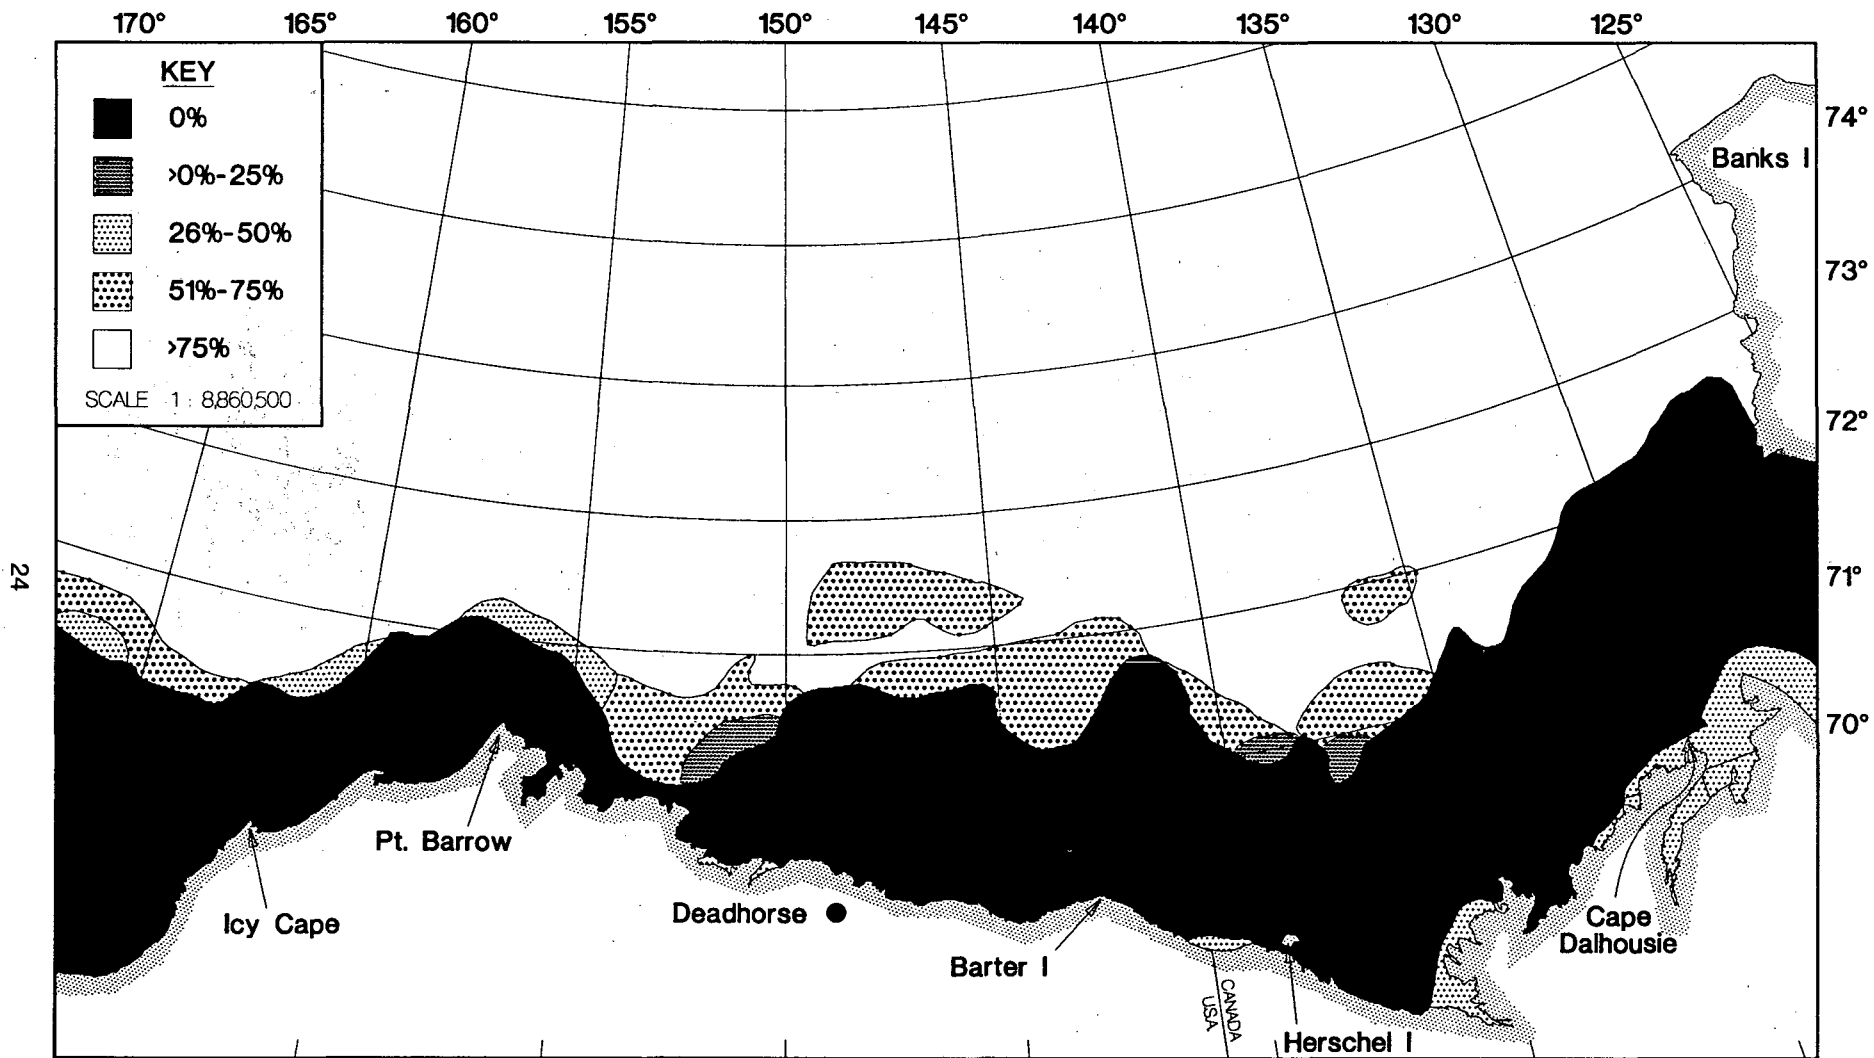 170° 165° 160° 155° 150° 145° 140° 135° 130° 125°
KEY
0%
>0%-25%
26%-50%
51%-75%
>75%
SCALE 1 : 8,860,500
74°
Banks I
73°
72°
71°
70°
24
Pt. Barrow
Icy Cape
Deadhorse
Barter I
CANADA
USA
Herschel I
Cape
Dalhousie